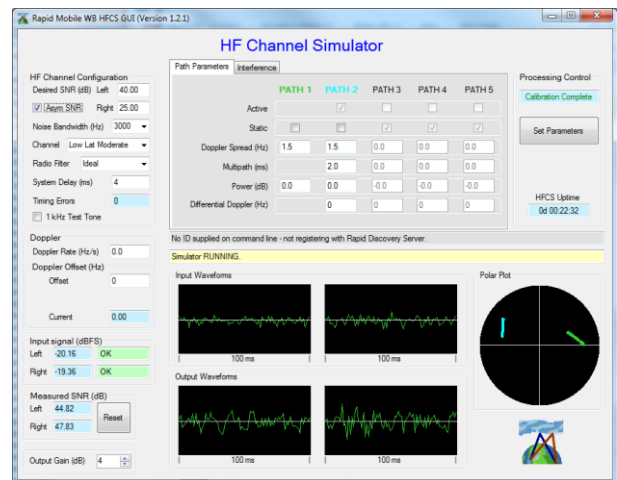 Rapid Mobile WB HFCS GUI (Version 1.2.1)
HF Channel Simulator
HF Channel Configuration
Desired SNR (dB) Left 40.00
Asym SNR Right 25.00
Noise Bandwidth (Hz) 3000
Channel Low Lat Moderate
Radio Filter Ideal
System Delay (ms) 4
Timing Errors 0
1 kHz Test Tone
Path Parameters Interference
PATH 1 PATH 2 PATH 3 PATH 4 PATH 5
Active
Static
Doppler Spread (Hz) 1.5 1.5 0.0 0.0 0.0
Multipath (ms) 2.0 0.0 0.0 0.0
Power (dB) 0.0 0.0 -0.0 -0.0 -0.0
Differential Doppler (Hz) 0 0 0 0
Processing Control
Calibration Complete
Set Parameters
HFCS Uptime
0d 00:22:32
Doppler
Doppler Rate (Hz/s) 0.0
Doppler Offset (Hz)
Offset 0
Current 0.00
No ID supplied on command line - not registering with Rapid Discovery Server.
Simulator RUNNING.
Input signal (dBFS)
Left -20.16 OK
Right -19.36 OK
Measured SNR (dB)
Left 44.82
Right 47.83
Reset
Output Gain (dB) 4
Input Waveforms
100 ms 100 ms
Output Waveforms
100 ms 100 ms
Polar Plot